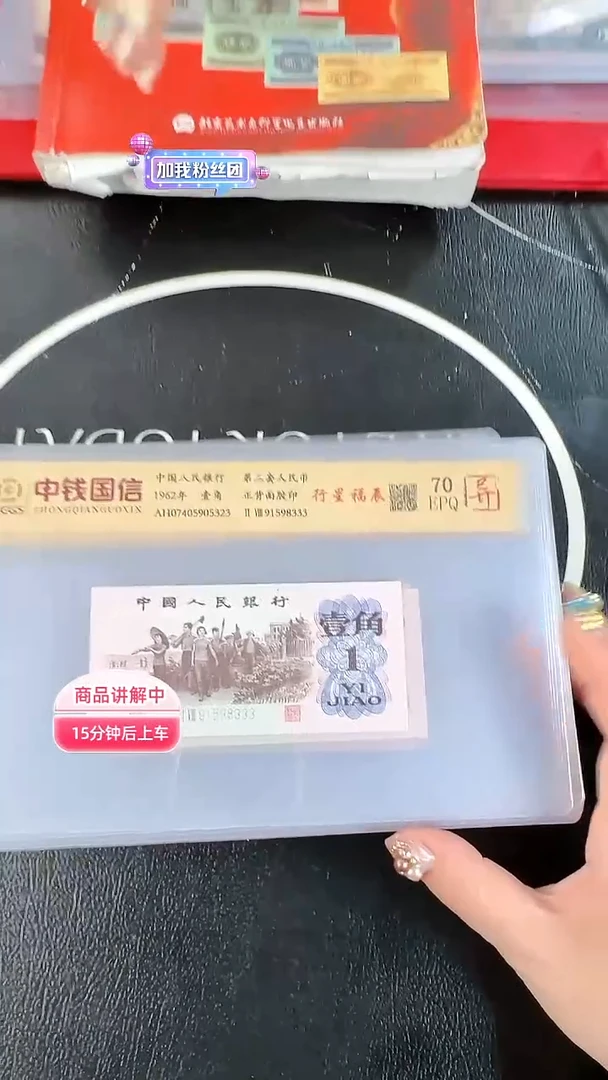 加我粉丝团
中钱国信
ZHONGQIANGUOXIN
中国人民银行 第三套人民币
1962年 壹角 正背面胶印
AH07405905323 ⅡⅧ91598333
行星福辰
70
EPQ
中國人民銀行
壹角
1
YI
JIAO
91598333
商品讲解中
15分钟后上车